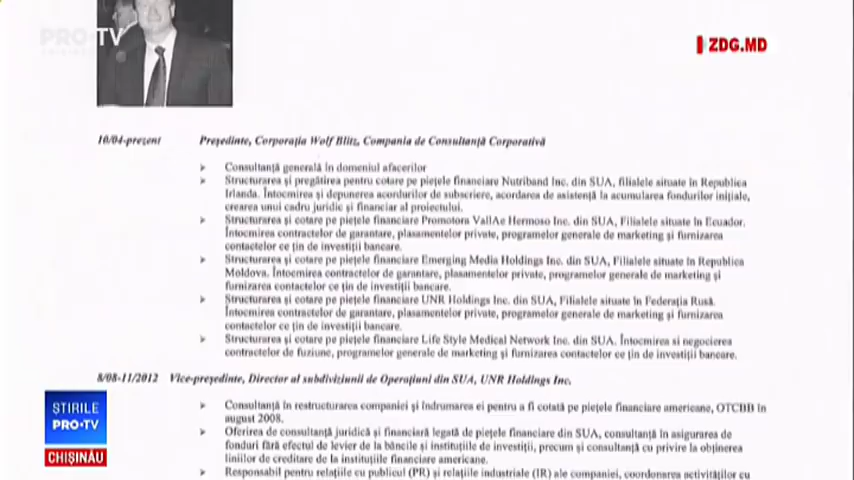 PRO•TV
ZDG.MD
10/04-prezent Președinte, Corporația Wolf Blitz, Compania de Consultanță Corporativă
Consultanță generală în domeniul afacerilor
Structurarea și pregătirea pentru cotare pe piețele financiare Nutriband Inc. din SUA, filialele situate în Republica
Irlanda. Întocmirea și depunerea acordurilor de subscriere, acordarea de asistență la acumularea fondurilor inițiale,
crearea unui cadru juridic și financiar al proiectului.
Structurarea și cotare pe piețele financiare Promotora VallAe Hermoso Inc. din SUA, Filialele situate în Ecuador.
Întocmirea contractelor de garantare, plasamentelor private, programelor generale de marketing și furnizarea
contactelor ce țin de investiții bancare.
Structurarea și cotare pe piețele financiare Emerging Media Holdings Inc. din SUA, Filialele situate în Republica
Moldova. Întocmirea contractelor de garantare, plasamentelor private, programelor generale de marketing și
furnizarea contactelor ce țin de investiții bancare.
Structurarea și cotare pe piețele financiare UNR Holdings Inc. din SUA, Filialele situate în Federația Rusă.
Întocmirea contractelor de garantare, plasamentelor private, programelor generale de marketing și furnizarea
contactelor ce țin de investiții bancare.
Structurarea și cotare pe piețele financiare Life Style Medical Network Inc. din SUA. Întocmirea si negocierea
contractelor de fuziune, programelor generale de marketing și furnizarea contactelor ce țin de investiții bancare.
8/08-11/2012 Vice-președinte, Director al subdiviziunii de Operațiuni din SUA, UNR Holdings Inc.
Consultanță în restructurarea companiei și îndrumarea ei pentru a fi cotată pe piețele financiare americane, OTCBB în
august 2008.
Oferirea de consultanță juridică și financiară legată de piețele financiare din SUA, consultanță în asigurarea de
fonduri fără efectul de levier de la băncile și instituțiile de investiții, precum și consultanță cu privire la obținerea
liniilor de creditare de la instituțiile financiare americane.
Responsabil pentru relațiile cu publicul (PR) și relațiile industriale (IR) ale companiei, coordonarea activităților cu
ȘTIRILE
PRO•TV
CHIȘINĂU